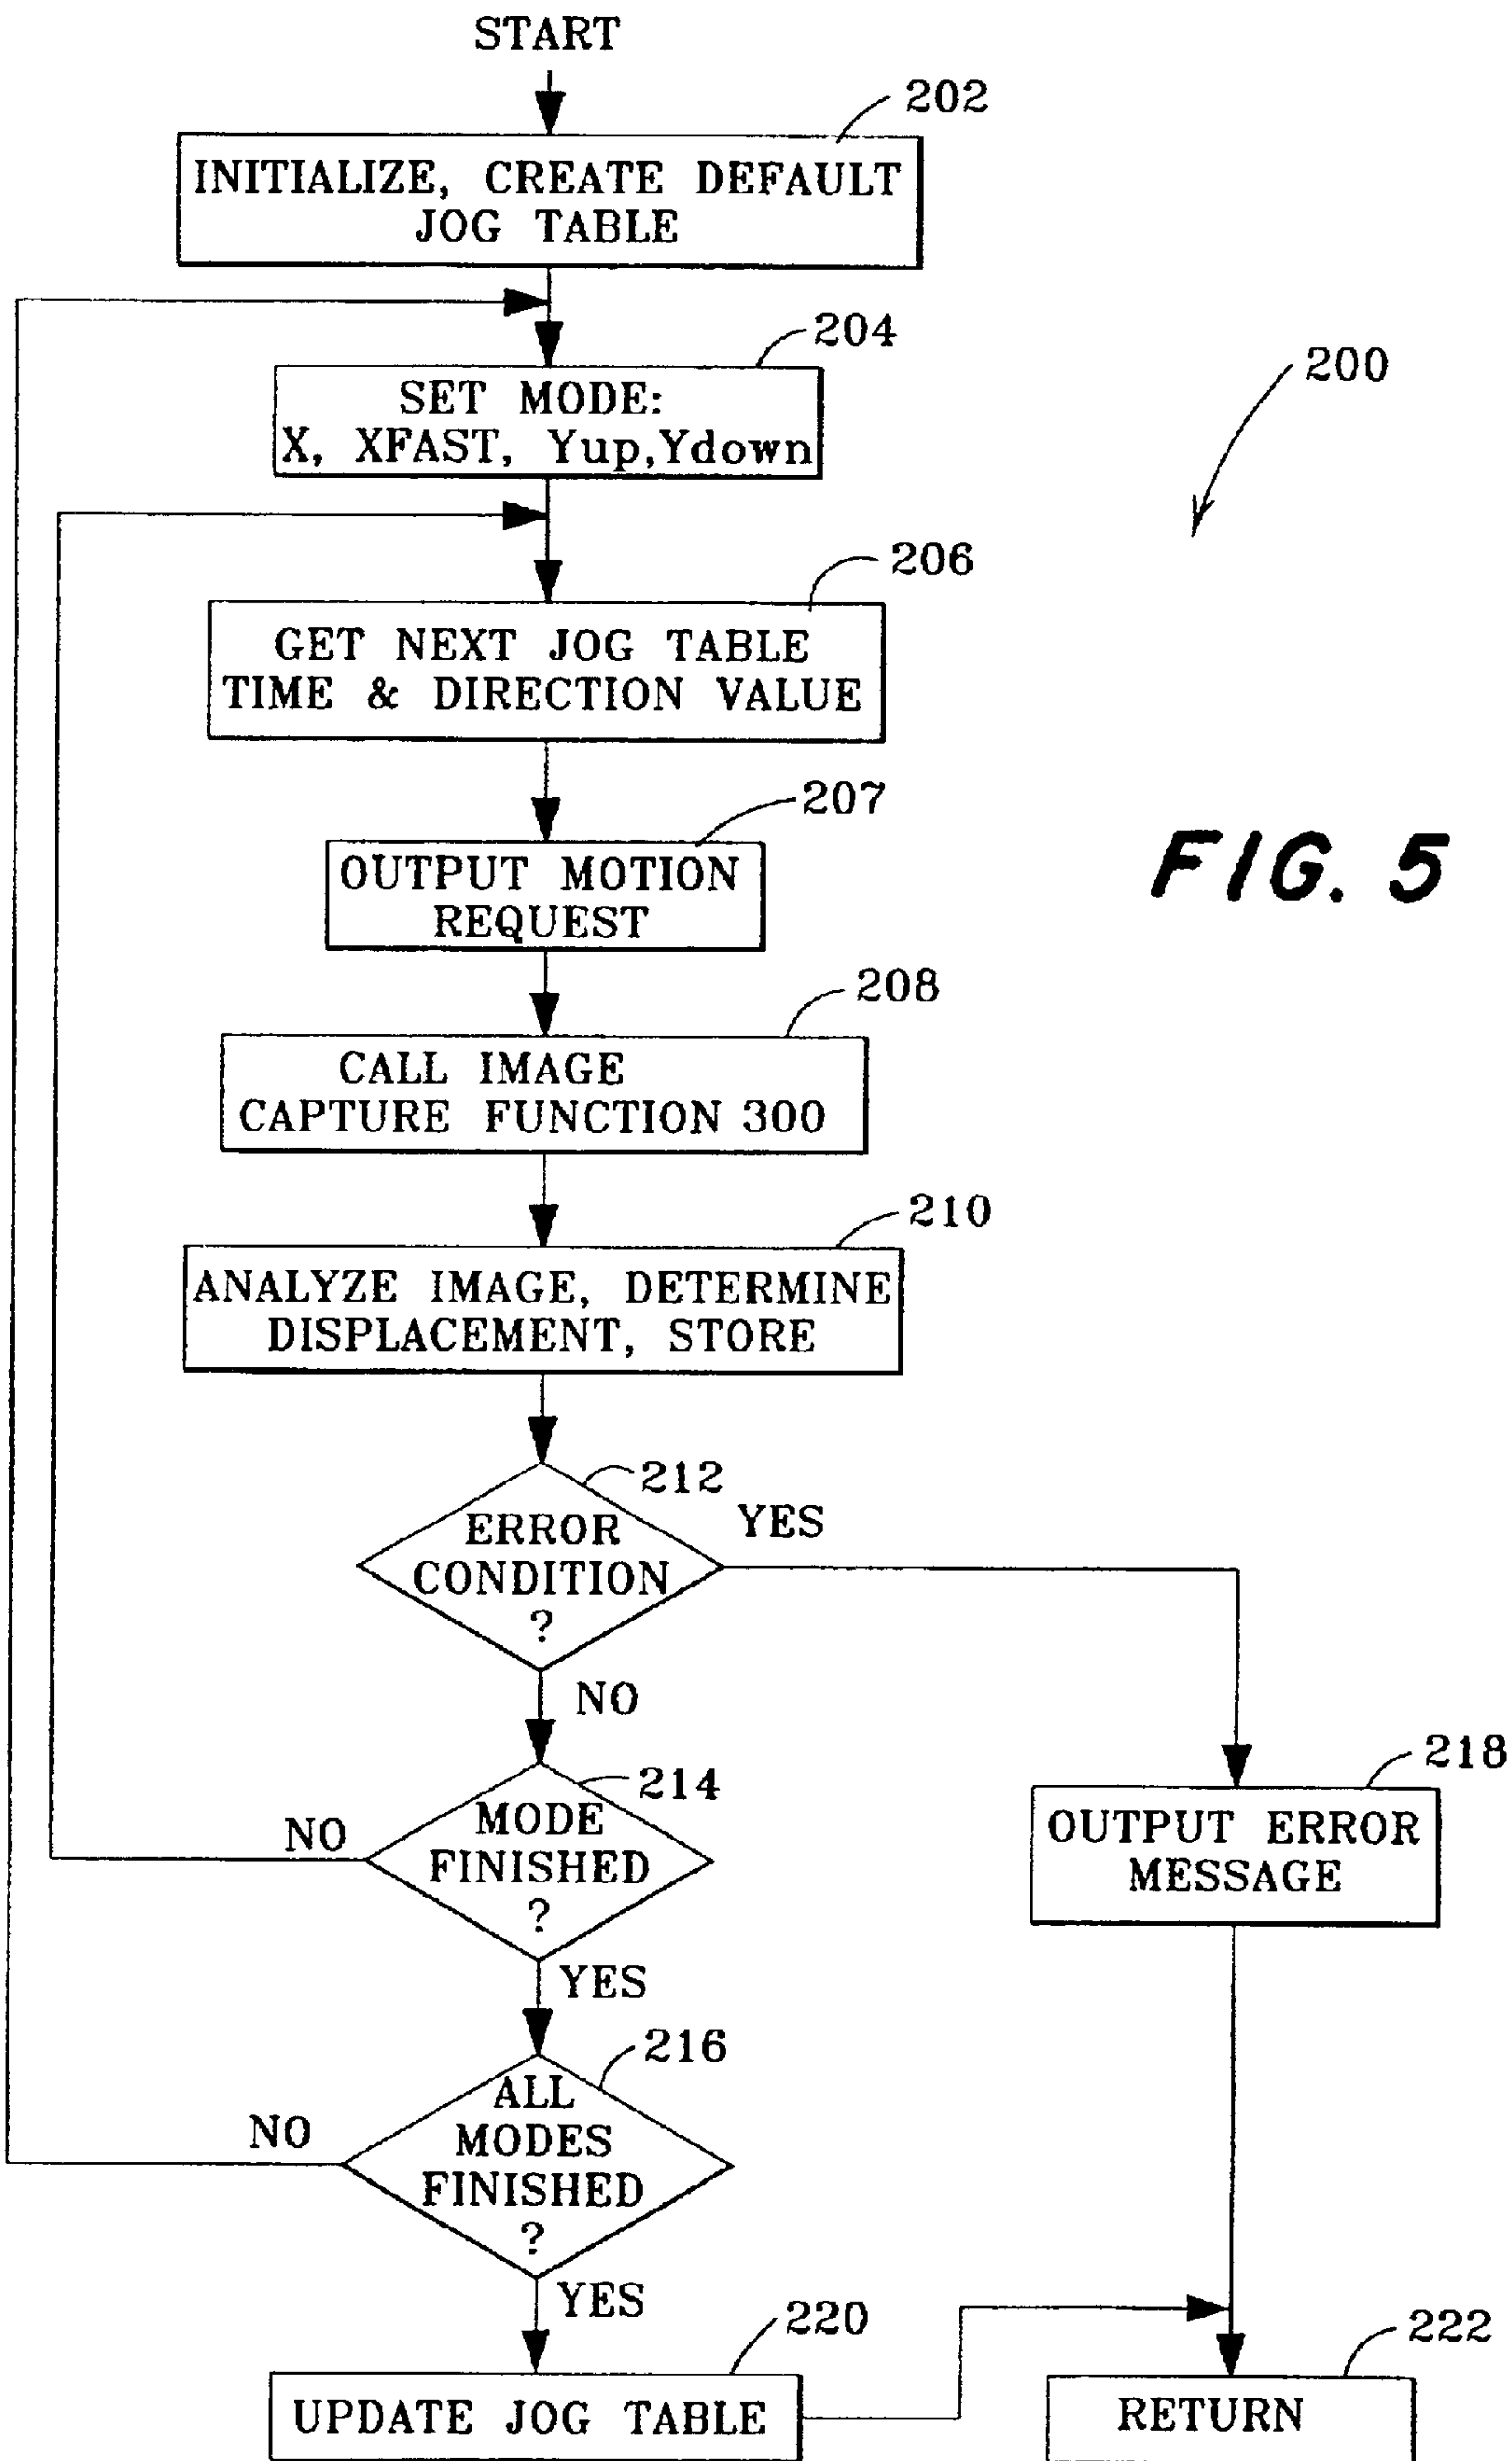 START
202
INITIALIZE, CREATE DEFAULT
JOG TABLE
204
SET MODE:
X, XFAST, Yup,Ydown
200
206
GET NEXT JOG TABLE
TIME & DIRECTION VALUE
207
OUTPUT MOTION
REQUEST
FIG. 5
208
CALL IMAGE
CAPTURE FUNCTION 300
210
ANALYZE IMAGE, DETERMINE
DISPLACEMENT, STORE
212
ERROR
CONDITION
?
YES
NO
214
MODE
FINISHED
?
NO
YES
218
OUTPUT ERROR
MESSAGE
216
ALL
MODES
FINISHED
?
NO
YES
220
UPDATE JOG TABLE
222
RETURN